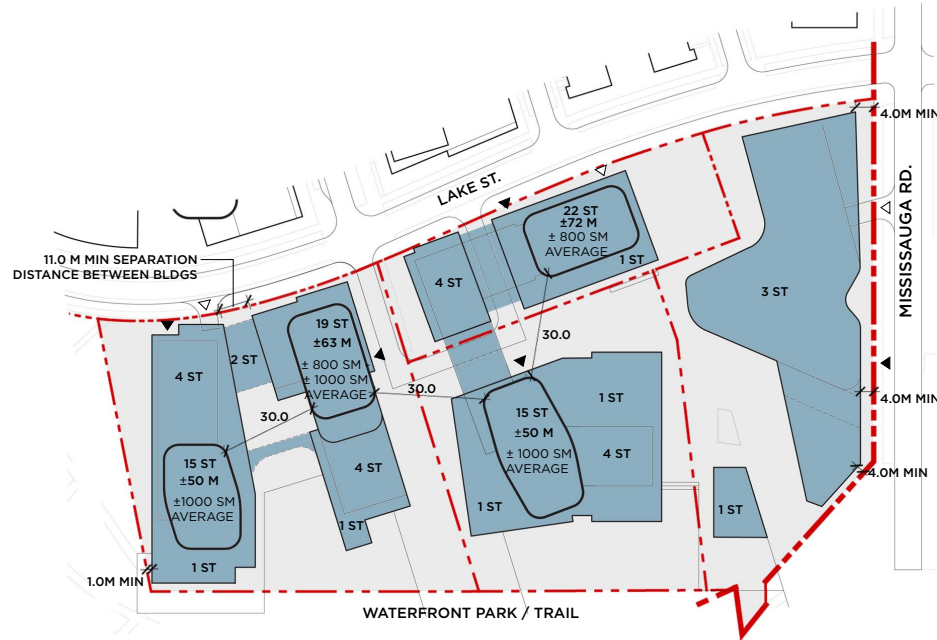 4.0M MIN
LAKE ST.
MISSISSAUGA RD.
22 ST
±72 M
± 800 SM
AVERAGE
1 ST
11.0 M MIN SEPARATION
DISTANCE BETWEEN BLDGS
4 ST
3 ST
19 ST
±63 M
± 800 SM -
± 1000 SM
AVERAGE
30.0
2 ST
4 ST
30.0
30.0
1 ST
4.0M MIN
15 ST
±50 M
± 1000 SM
AVERAGE
4 ST
15 ST
±50 M
±1000 SM
AVERAGE
4 ST
4.0M MIN
1 ST
1 ST
1 ST
1 ST
1.0M MIN
WATERFRONT PARK / TRAIL